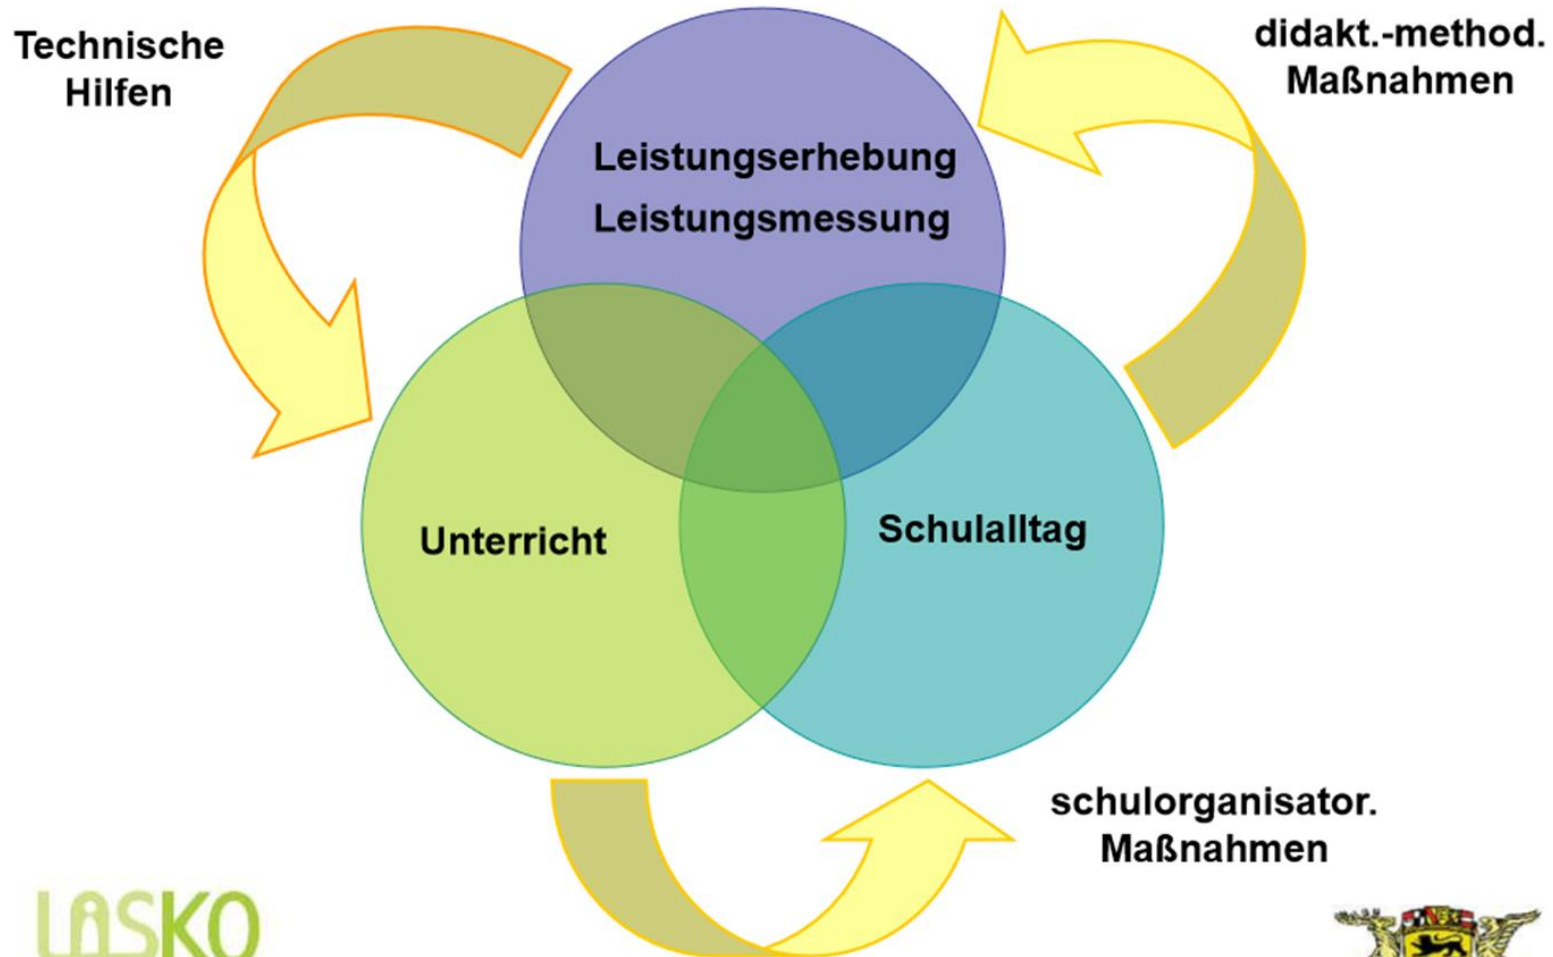 Technische
Hilfen
didakt.-method.
Maßnahmen
Leistungserhebung
Leistungsmessung
Unterricht
Schulalltag
schulorganisator.
Maßnahmen
LASKO